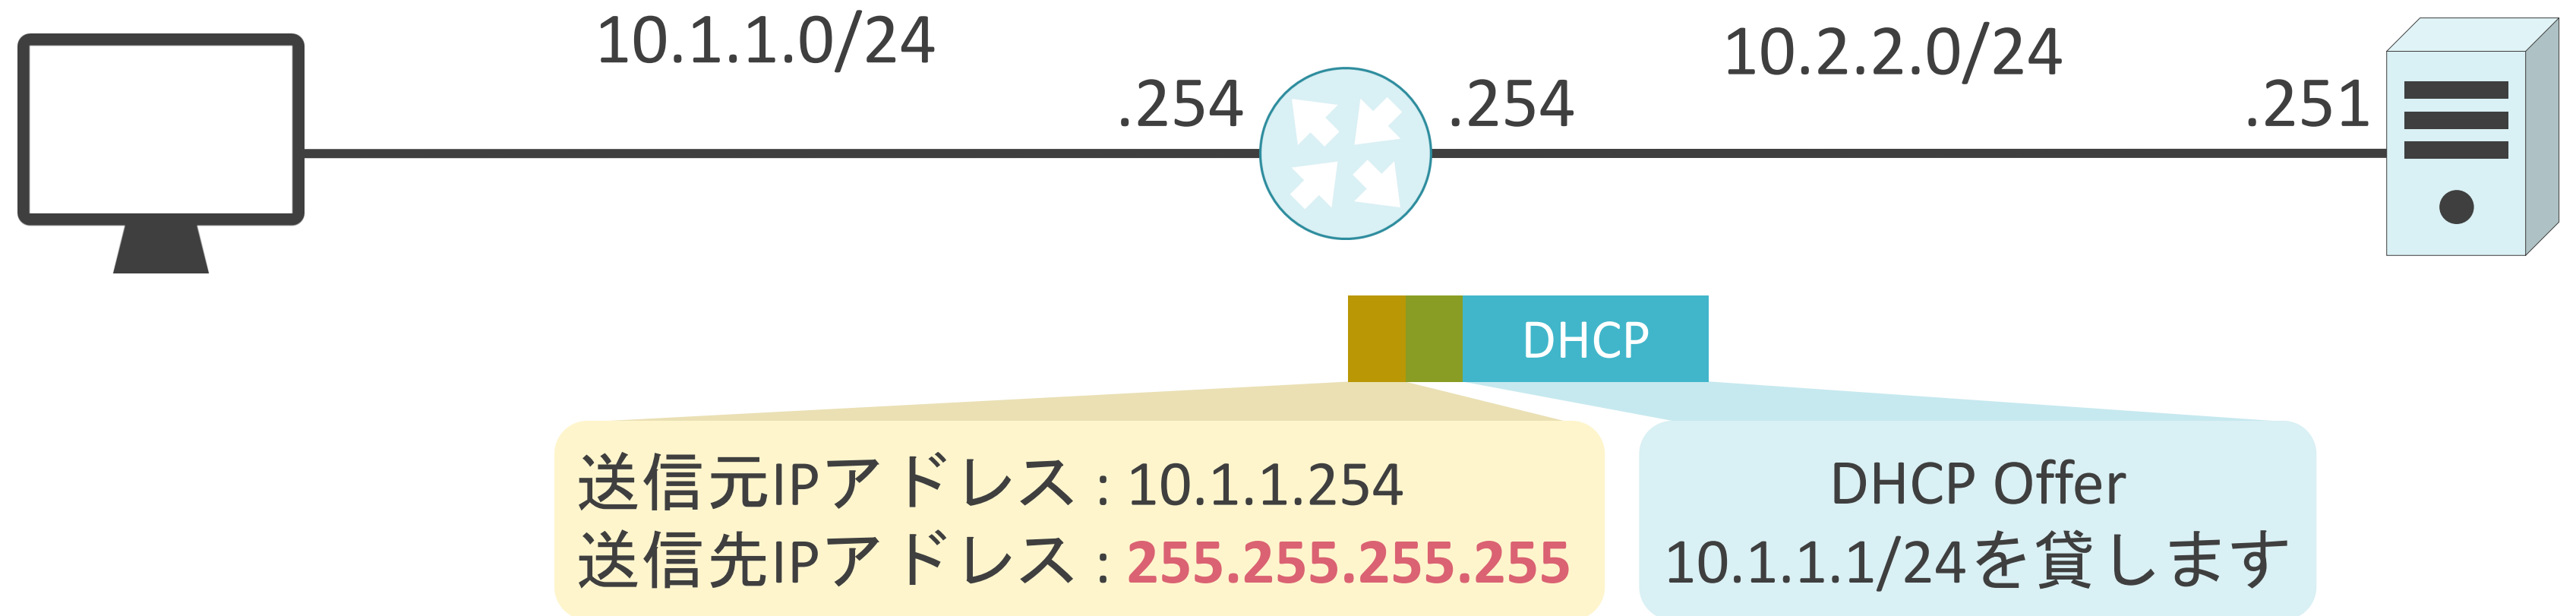 10.1.1.0/24
10.2.2.0/24
.254
.254
.251
DHCP
送信元IPアドレス : 10.1.1.254
送信先IPアドレス : 255.255.255.255
DHCP Offer
10.1.1.1/24を貸します